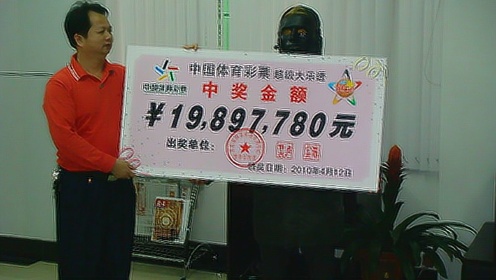 中国体育彩票 超级大乐透
中国体育彩票
中奖金额
¥19,897,780元
出奖单位：
领奖日期：2010年4月12日